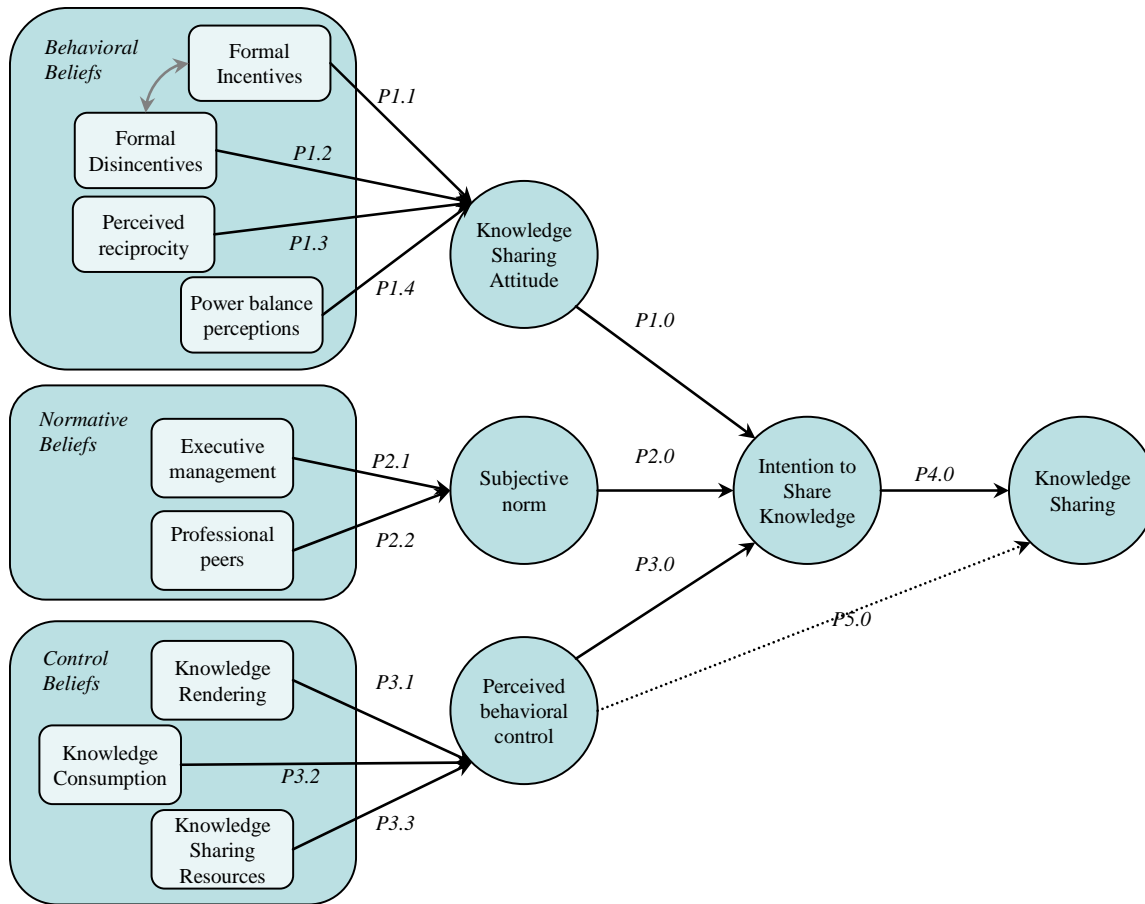 Behavioral
Beliefs
Formal
Incentives
P1.1
Formal
Disincentives
P1.2
Perceived
reciprocity
P1.3
Power balance
perceptions
P1.4
Knowledge
Sharing
Attitude
P1.0
Normative
Beliefs
Executive
management
P2.1
Professional
peers
P2.2
Subjective
norm
P2.0
Intention to
Share
Knowledge
P4.0
Knowledge
Sharing
P3.0
P5.0
Control
Beliefs
Knowledge
Rendering
P3.1
Knowledge
Consumption
P3.2
Knowledge
Sharing
Resources
P3.3
Perceived
behavioral
control